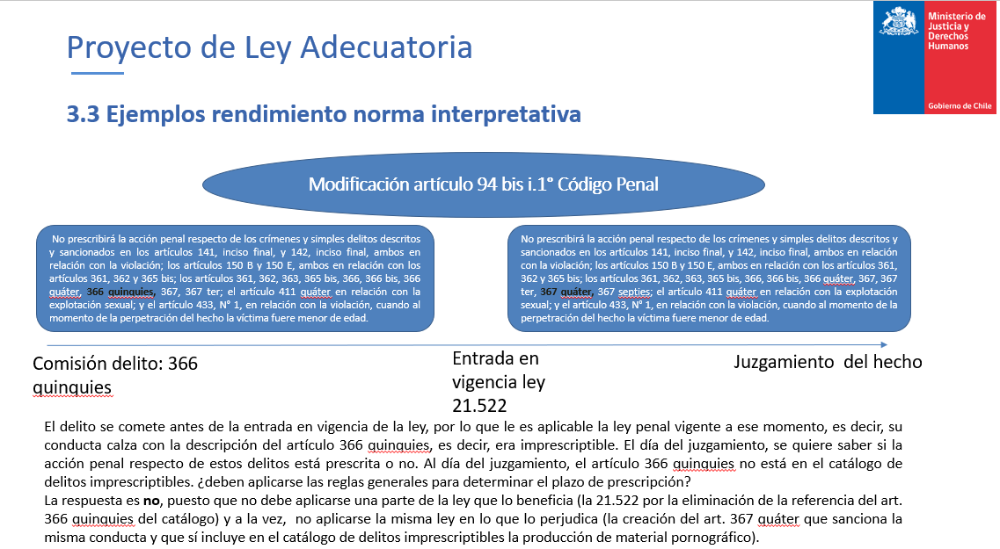 Proyecto de Ley Adecuatoria
Ministerio de
Justicia y
Derechos
Humanos
Gobierno de Chile
3.3 Ejemplos rendimiento norma interpretativa
Modificación artículo 94 bis i.1° Código Penal
No prescribirá la acción penal respecto de los crímenes y simples delitos descritos
y sancionados en los artículos 141, inciso final, y 142, inciso final, ambos en
relación con la violación; los artículos 150 B y 150 E, ambos en relación con los
artículos 361, 362 y 365 bis; los artículos 361, 362, 363, 365 bis, 366, 366 bis, 366
quáter, 366 quinquies, 367, 367 ter; el artículo 411 quáter en relación con la
explotación sexual; y el artículo 433, N° 1, en relación con la violación, cuando al
momento de la perpetración del hecho la víctima fuere menor de edad.
No prescribirá la acción penal respecto de los crímenes y simples delitos descritos y
sancionados en los artículos 141, inciso final, y 142, inciso final, ambos en relación
con la violación; los artículos 150 B y 150 E, ambos en relación con los artículos 361,
362 y 365 bis; los artículos 361, 362, 363, 365 bis, 366, 366 bis, 366 quáter, 367, 367
ter, 367 quáter, 367 septies; el artículo 411 quáter en relación con la explotación
sexual; y el artículo 433, N° 1, en relación con la violación, cuando al momento de la
perpetración del hecho la víctima fuere menor de edad.
Comisión delito: 366
quinquies
Entrada en
vigencia ley
21.522
Juzgamiento del hecho
El delito se comete antes de la entrada en vigencia de la ley, por lo que le es aplicable la ley penal vigente a ese momento, es decir, su
conducta calza con la descripción del artículo 366 quinquies, es decir, era imprescriptible. El día del juzgamiento, se quiere saber si la
acción penal respecto de estos delitos está prescrita o no. Al día del juzgamiento, el artículo 366 quinquies no está en el catálogo de
delitos imprescriptibles. ¿deben aplicarse las reglas generales para determinar el plazo de prescripción?
La respuesta es no, puesto que no debe aplicarse una parte de la ley que lo beneficia (la 21.522 por la eliminación de la referencia del art.
366 quinquies del catálogo) y a la vez, no aplicarse la misma ley en lo que lo perjudica (la creación del art. 367 quáter que sanciona la
misma conducta y que sí incluye en el catálogo de delitos imprescriptibles la producción de material pornográfico).